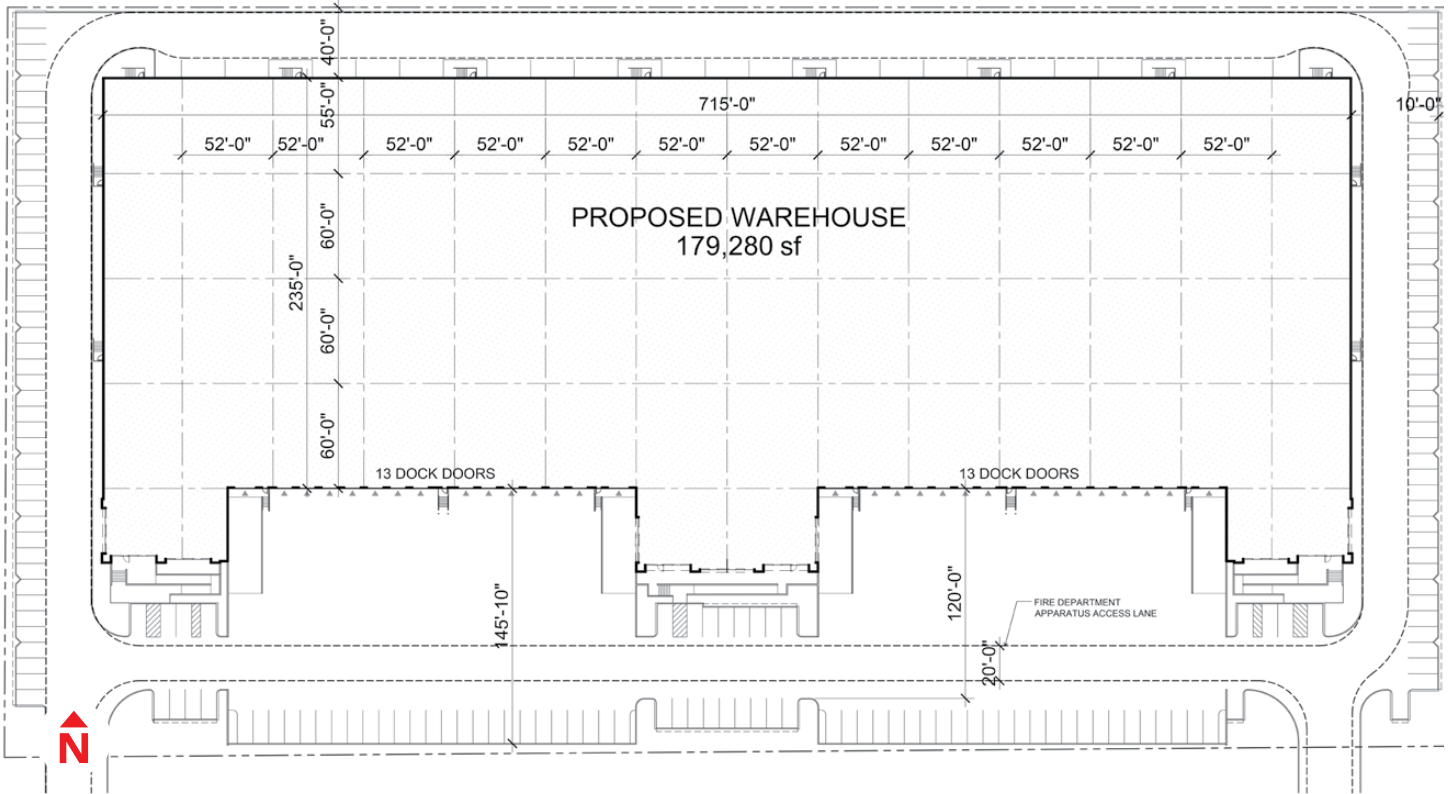 40'-0"
55'-0"
715'-0"
10'-0"
52'-0" 52'-0" 52'-0" 52'-0" 52'-0" 52'-0" 52'-0" 52'-0" 52'-0" 52'-0" 52'-0" 52'-0"
PROPOSED WAREHOUSE
179,280 sf
60'-0"
235'-0"
60'-0"
60'-0"
13 DOCK DOORS
13 DOCK DOORS
145'-10"
120'-0"
FIRE DEPARTMENT
APPARATUS ACCESS LANE
20'-0"
N